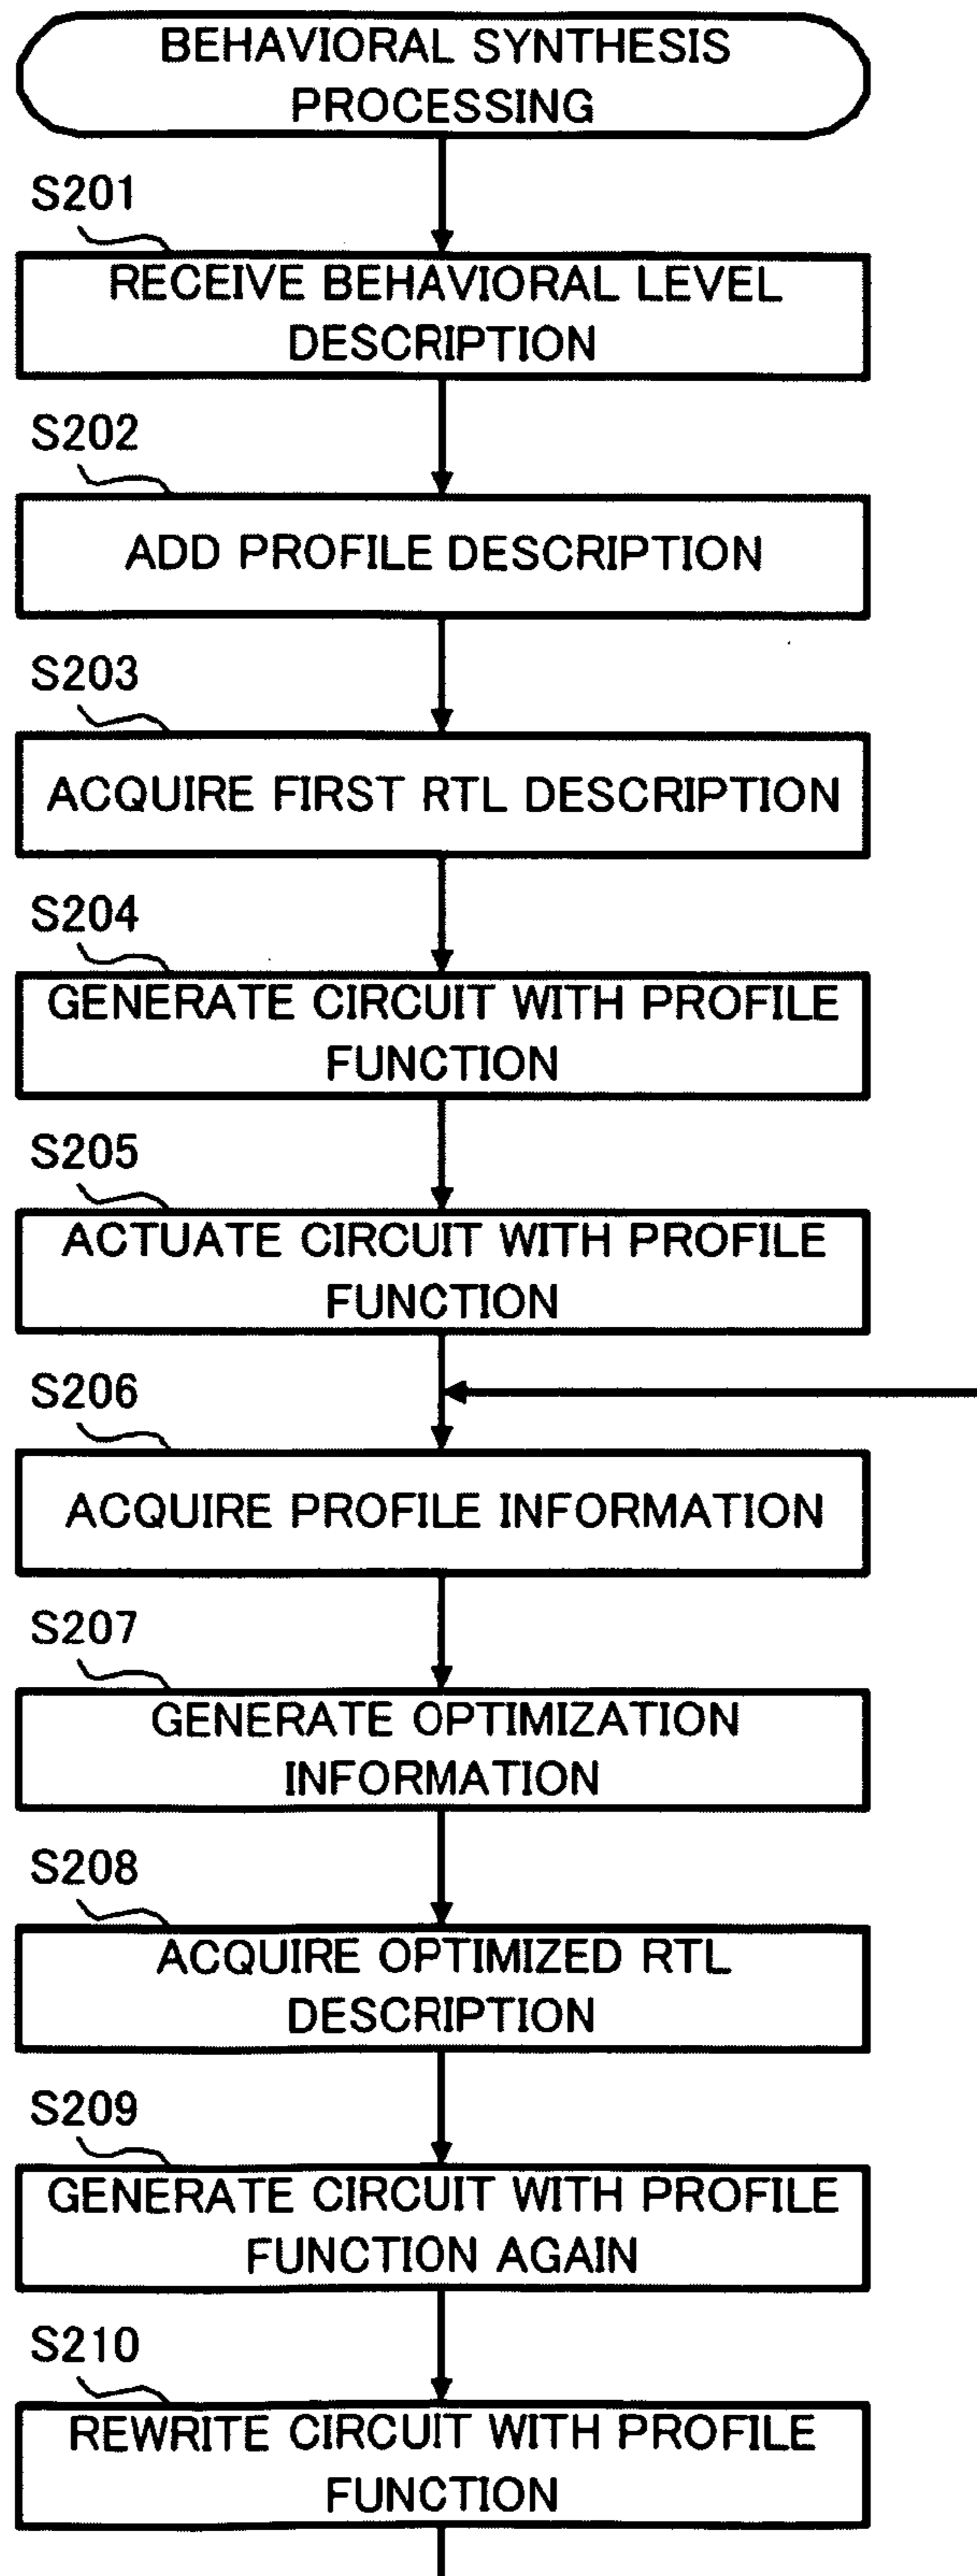 BEHAVIORAL SYNTHESIS
PROCESSING
S201
RECEIVE BEHAVIORAL LEVEL
DESCRIPTION
S202
ADD PROFILE DESCRIPTION
S203
ACQUIRE FIRST RTL DESCRIPTION
S204
GENERATE CIRCUIT WITH PROFILE
FUNCTION
S205
ACTUATE CIRCUIT WITH PROFILE
FUNCTION
S206
ACQUIRE PROFILE INFORMATION
S207
GENERATE OPTIMIZATION
INFORMATION
S208
ACQUIRE OPTIMIZED RTL
DESCRIPTION
S209
GENERATE CIRCUIT WITH PROFILE
FUNCTION AGAIN
S210
REWRITE CIRCUIT WITH PROFILE
FUNCTION